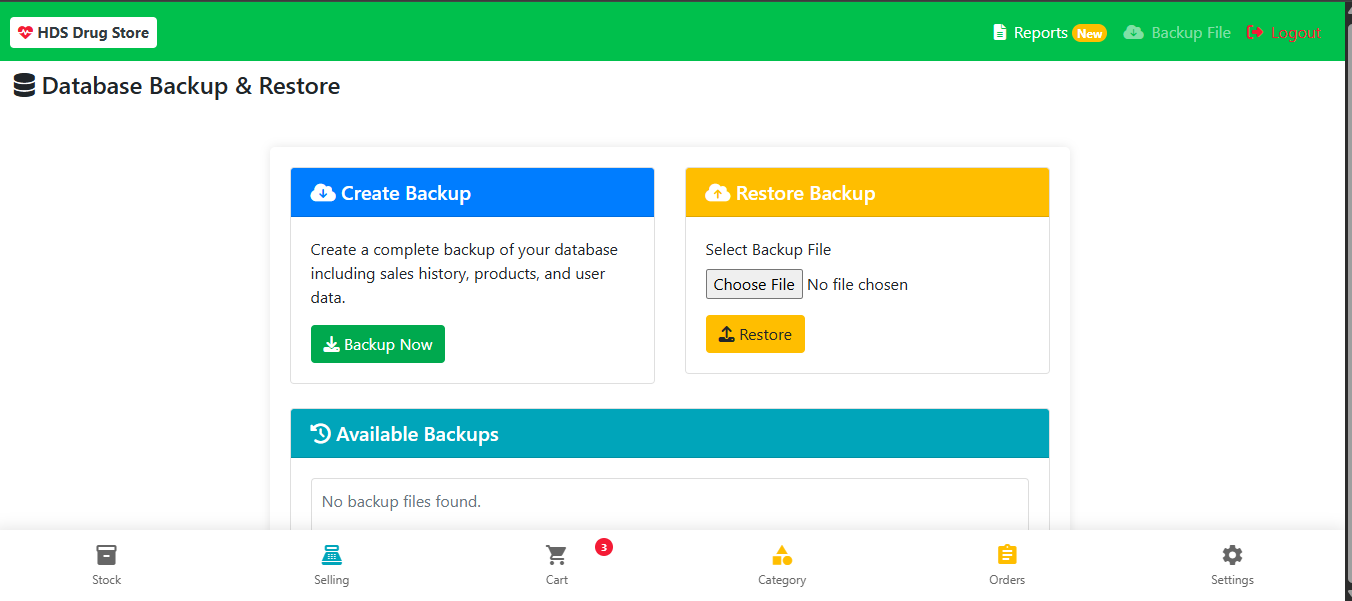 HDS Drug Store
Reports New
Backup File
Logout
Database Backup & Restore
Create Backup
Create a complete backup of your database
including sales history, products, and user
data.
Backup Now
Restore Backup
Select Backup File
Choose File No file chosen
Restore
Available Backups
No backup files found.
Stock
Selling
3
Cart
Category
Orders
Settings